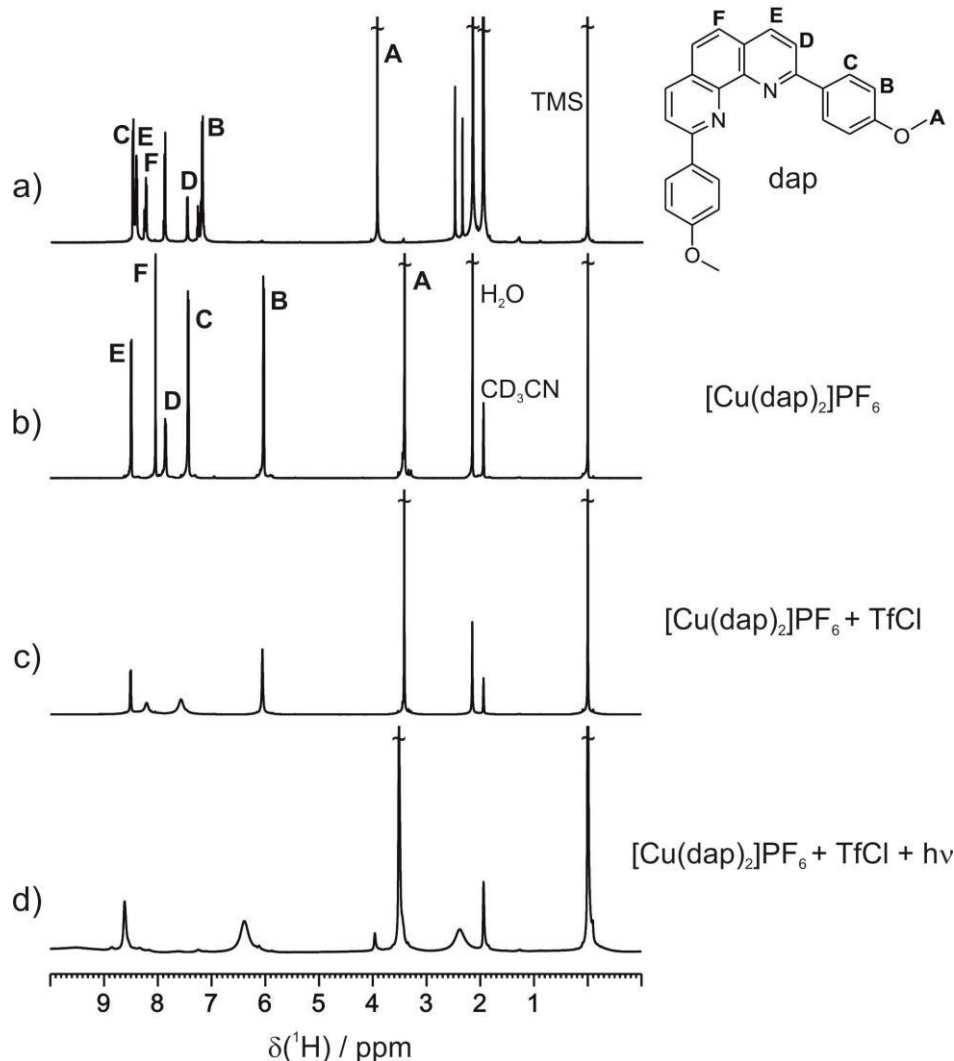 a)
C
E
F
D
B
A
TMS
F
E
D
C
B
N
N
O
A
O
dap
b)
E
F
D
C
B
A
H₂O
CD₃CN
[Cu(dap)₂]PF₆
c)
[Cu(dap)₂]PF₆ + TfCl
d)
[Cu(dap)₂]PF₆ + TfCl + hν
9 8 7 6 5 4 3 2 1
δ(¹H) / ppm